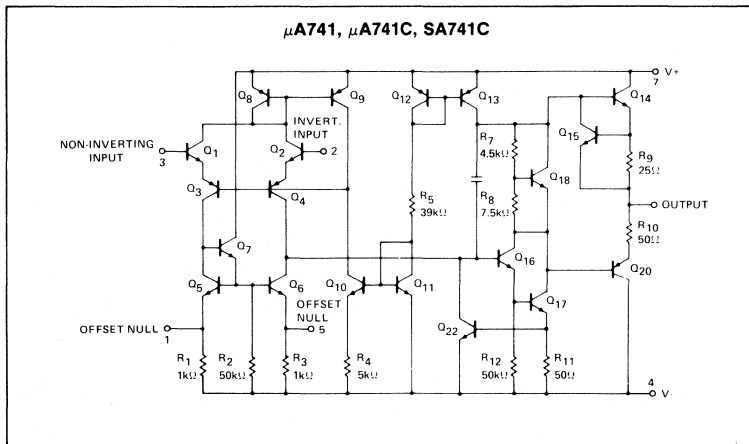 μA741, μA741C, SA741C
V+
7
Q8
Q9
Q12
Q13
Q14
NON-INVERTING
INPUT
3
Q1
INVERT.
INPUT
2
Q2
Q15
R7
4.5kΩ
Q18
R9
25Ω
Q3
Q4
R5
39kΩ
R8
7.5kΩ
OUTPUT
R10
50Ω
Q7
Q16
Q20
Q5
Q6
Q10
Q11
Q17
OFFSET
NULL
5
OFFSET NULL
1
Q22
R1
1kΩ
R2
50kΩ
R3
1kΩ
R4
5kΩ
R12
50kΩ
R11
50Ω
4
V-